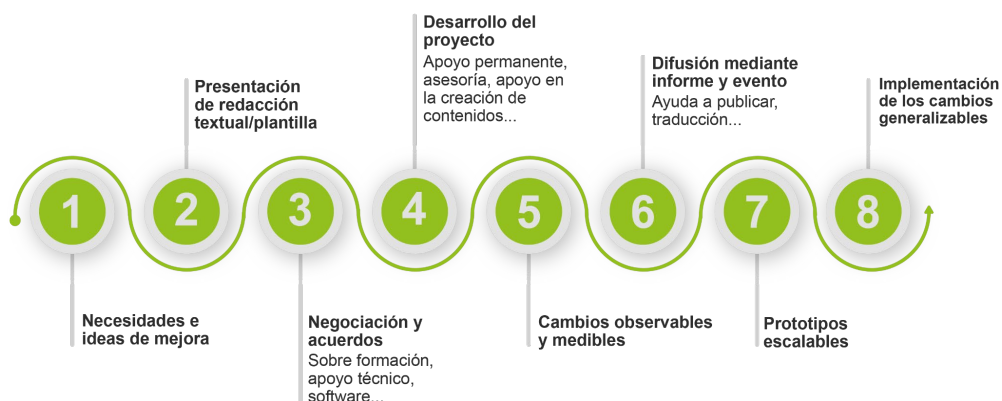 1
Necesidades e
ideas de mejora
2
Presentación
de redacción
textual/plantilla
3
Negociación y
acuerdos
Sobre formación,
apoyo técnico,
software...
4
Desarrollo del
proyecto
Apoyo permanente,
asesoría, apoyo en
la creación de
contenidos...
5
Cambios observables
y medibles
6
Difusión mediante
informe y evento
Ayuda a publicar,
traducción...
7
Prototipos
escalables
8
Implementación
de los cambios
generalizables